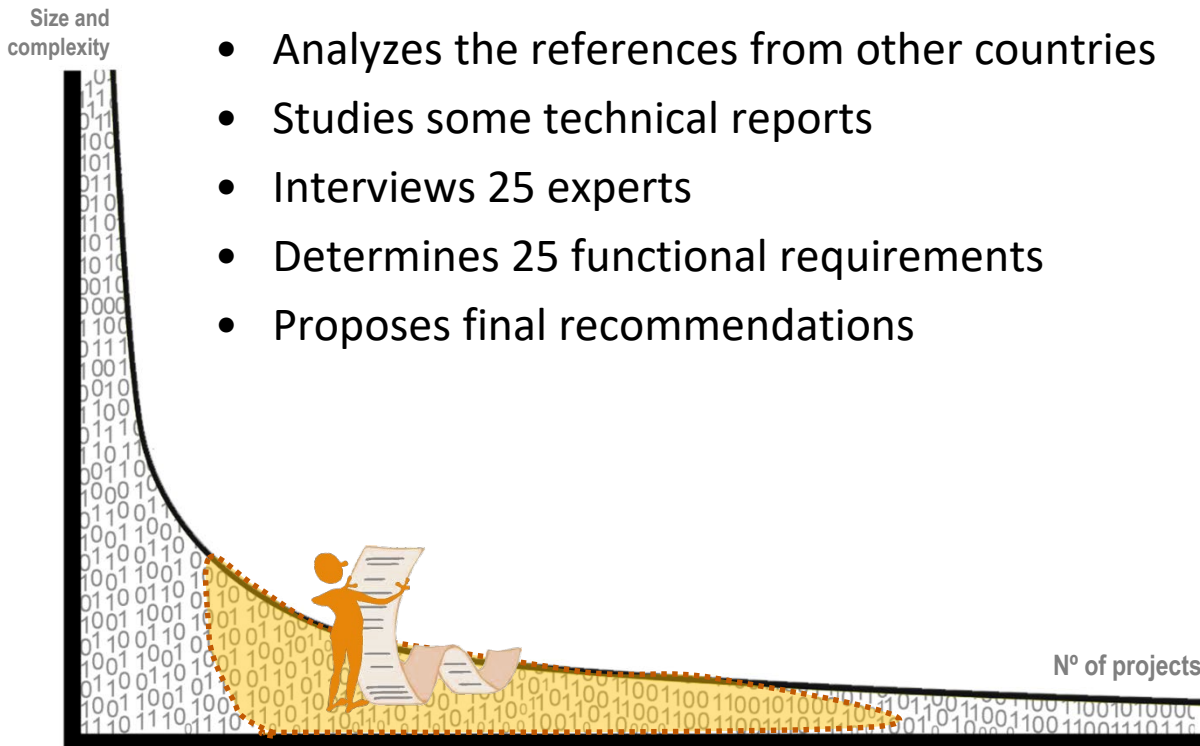 Size and
complexity
• Analyzes the references from other countries
• Studies some technical reports
• Interviews 25 experts
• Determines 25 functional requirements
• Proposes final recommendations
Nº of projects